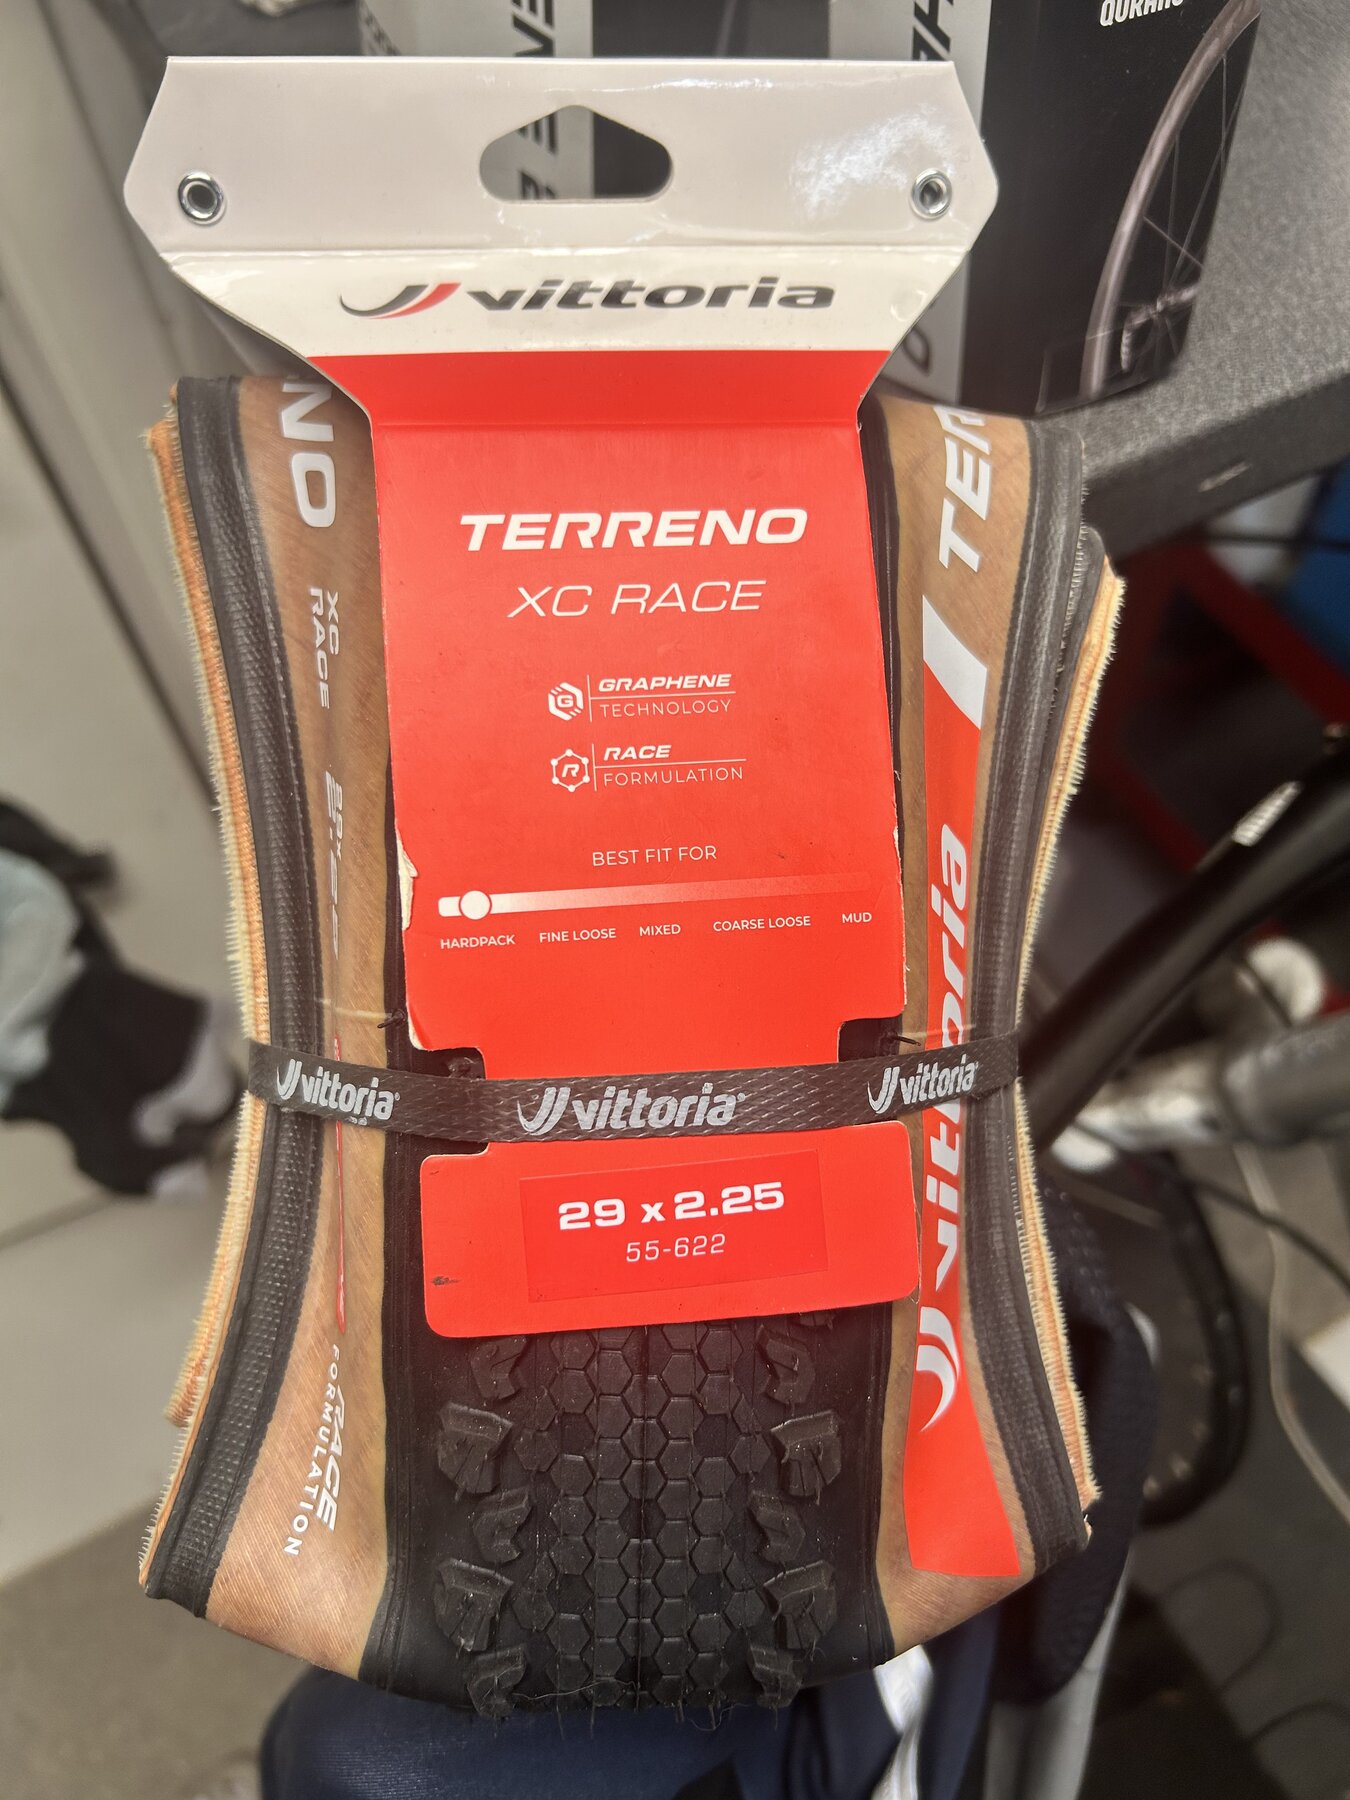 vittoria
TERRENO
XC RACE
GRAPHENE
TECHNOLOGY
RACE
FORMULATION
BEST FIT FOR
HARDPACK FINE LOOSE MIXED COARSE LOOSE MUD
vittoria vittoria vittoria
29 x 2.25
55-622
NO
XC
RACE
RACE
FORMULATION
TER
vittoria